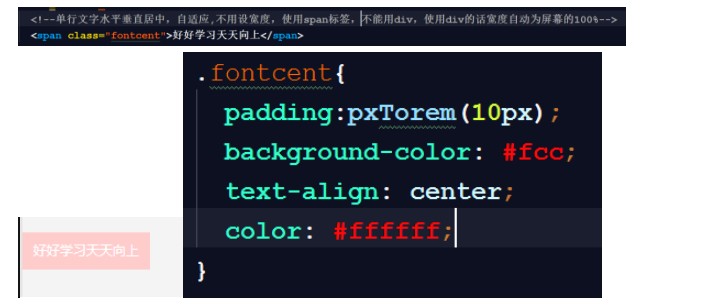 <!--单行文字水平垂直居中，自适应,不用设宽度，使用span标签，不能用div，使用div的话宽度自动为屏幕的100%-->
<span class="fontcent">好好学习天天向上</span>
.fontcent{
padding:pxTorem(10px);
background-color: #fcc;
text-align: center;
color: #ffffff;
}
好好学习天天向上